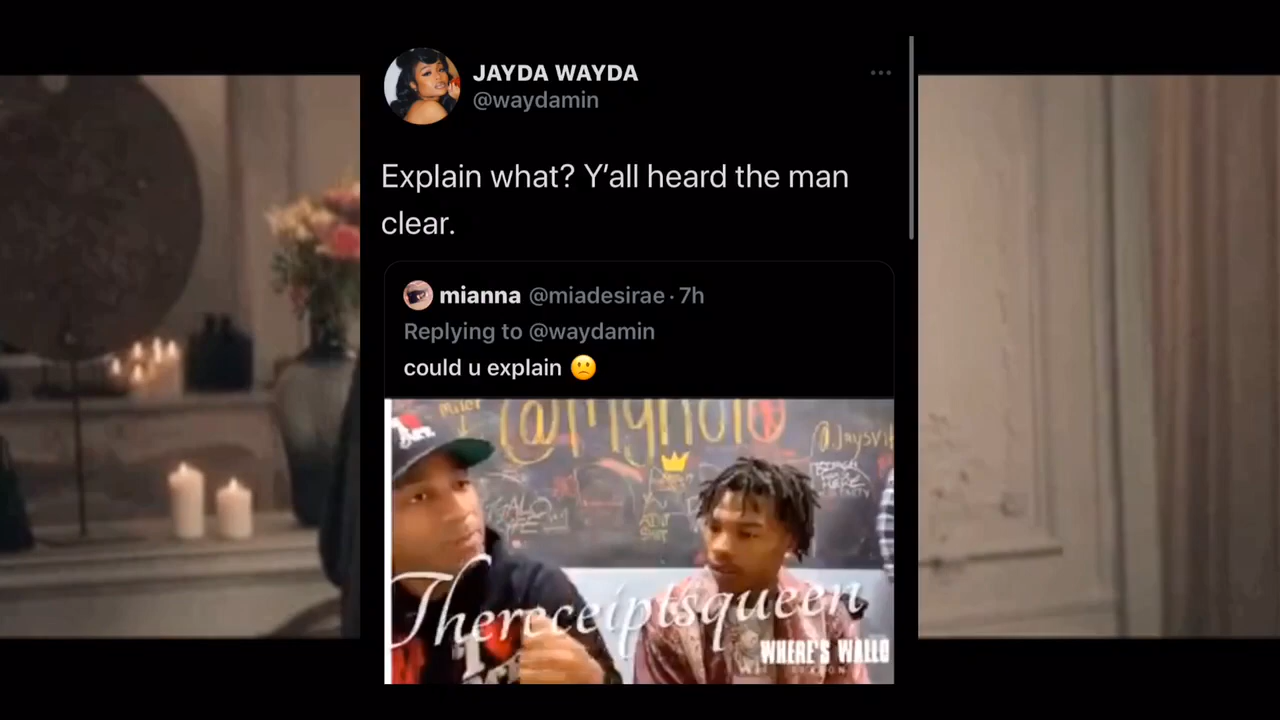 JAYDA WAYDA
@waydamin
Explain what? Y’all heard the man
clear.
mianna @miadesirae · 7h
Replying to @waydamin
could u explain 🙁
Thereceiptsqueen
WHERE'S WALLO